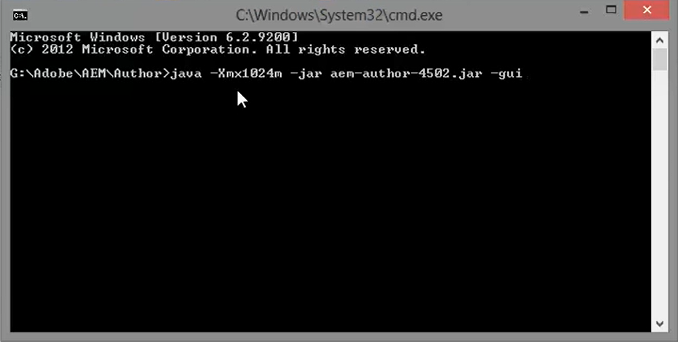 C:\Windows\System32\cmd.exe
Microsoft Windows [Version 6.2.9200]
(c) 2012 Microsoft Corporation. All rights reserved.
G:\Adobe\AEM\Author>java -Xmx1024m -jar aem-author-4502.jar -gui